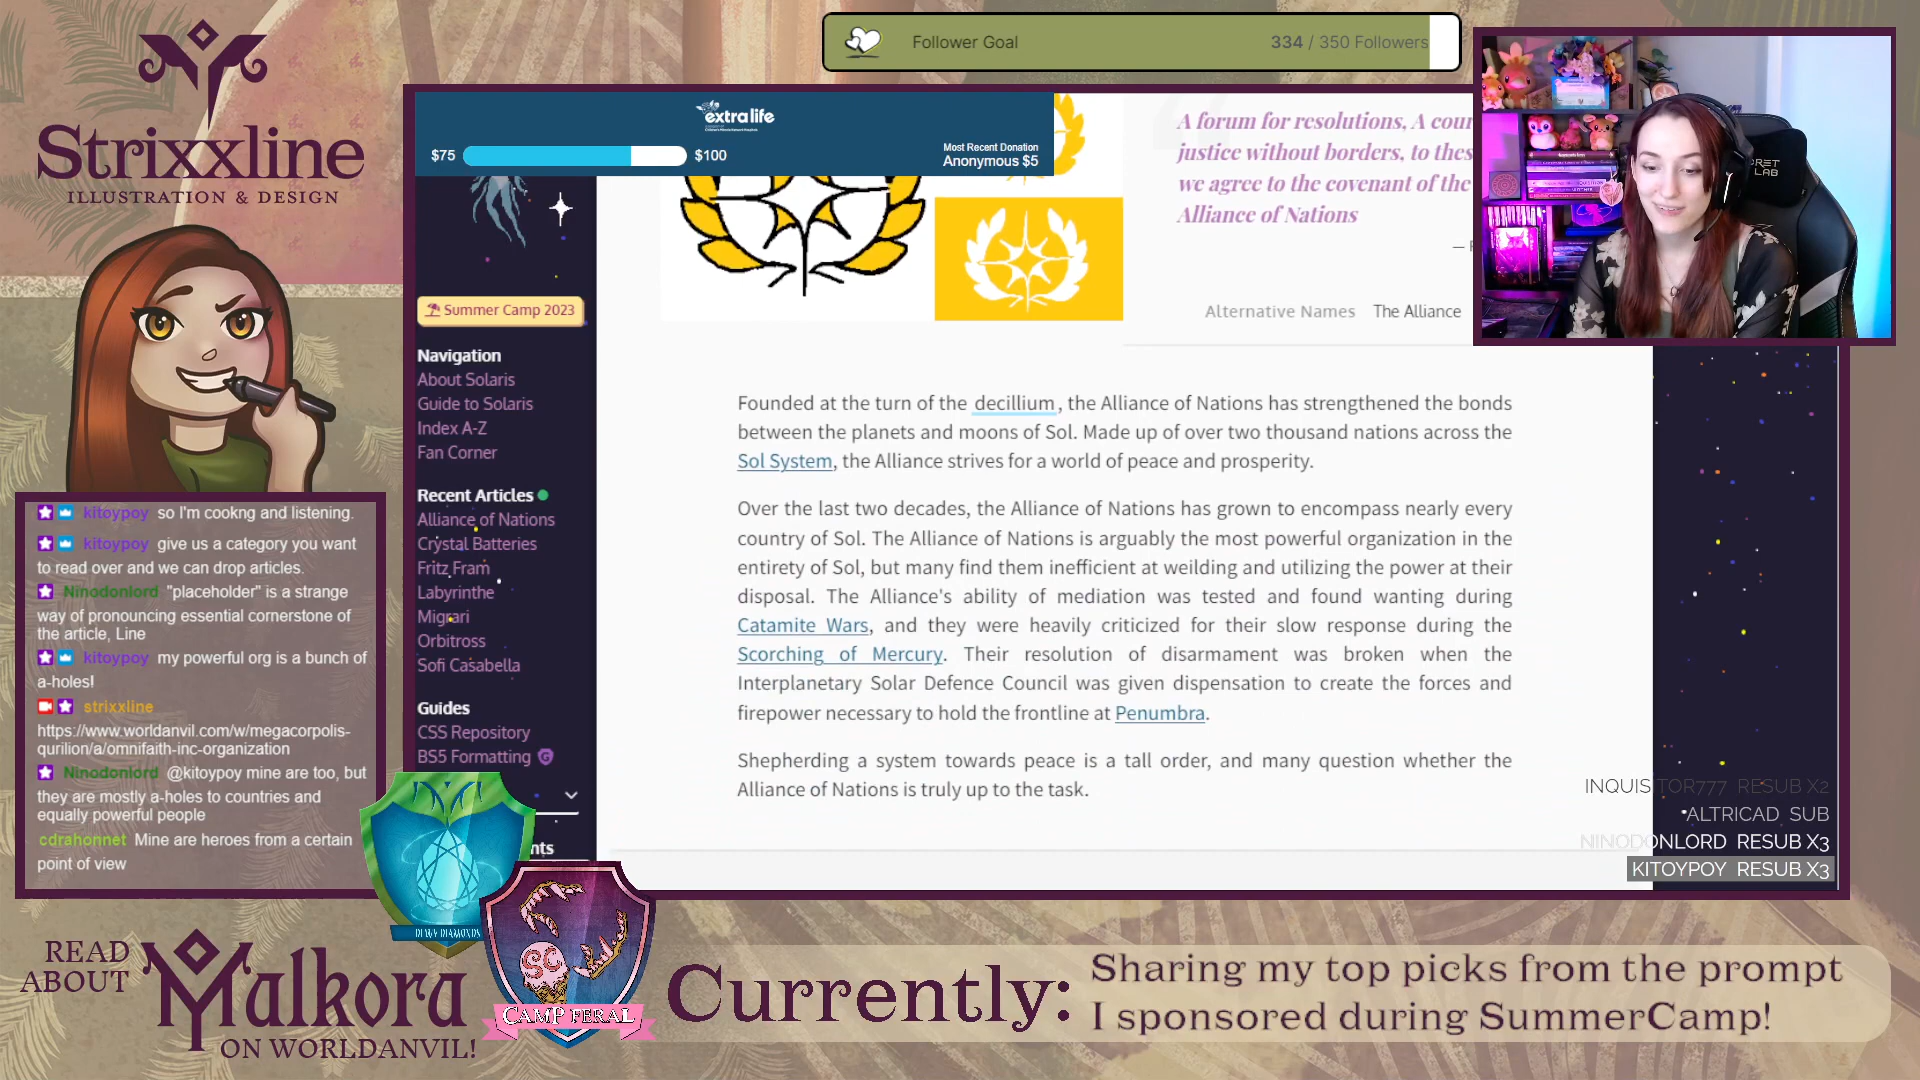 Strixxline
ILLUSTRATION & DESIGN
Follower Goal
334 / 350 Followers
extralife
$75
$100
Most Recent Donation
Anonymous $5
A forum for resolutions, A cour
justice without borders, to thes
we agree to the covenant of the
Alliance of Nations
Alternative Names The Alliance
Summer Camp 2023
Navigation
About Solaris
Guide to Solaris
Index A-Z
Fan Corner
Recent Articles
Alliance of Nations
Crystal Batteries
Fritz Fram
Labyrinthe
Migrari
Orbitross
Sofi Casabella
Guides
CSS Repository
BS5 Formatting
nts
Founded at the turn of the decillium, the Alliance of Nations has strengthened the bonds
between the planets and moons of Sol. Made up of over two thousand nations across the
Sol System, the Alliance strives for a world of peace and prosperity.
Over the last two decades, the Alliance of Nations has grown to encompass nearly every
country of Sol. The Alliance of Nations is arguably the most powerful organization in the
entirety of Sol, but many find them inefficient at weilding and utilizing the power at their
disposal. The Alliance's ability of mediation was tested and found wanting during
Catamite Wars, and they were heavily criticized for their slow response during the
Scorching of Mercury. Their resolution of disarmament was broken when the
Interplanetary Solar Defence Council was given dispensation to create the forces and
firepower necessary to hold the frontline at Penumbra.
Shepherding a system towards peace is a tall order, and many question whether the
Alliance of Nations is truly up to the task.
kitoypoy so I'm cookng and listening.
kitoypoy give us a category you want
to read over and we can drop articles.
Ninodonlord "placeholder" is a strange
way of pronouncing essential cornerstone of
the article, Line
kitoypoy my powerful org is a bunch of
a-holes!
strixxline
https://www.worldanvil.com/w/megacorpolis-
qurilion/a/omnifaith-inc-organization
Ninodonlord @kitoypoy mine are too, but
they are mostly a-holes to countries and
equally powerful people
cdrahonnet Mine are heroes from a certain
point of view
INQUISITOR777 RESUB X2
ALTRICAD SUB
NINODONLORD RESUB X3
KITOYPOY RESUB X3
DIAMONDS
SC
CAMP FERAL
READ
ABOUT
Malkora
ON WORLDANVIL!
Currently:
Sharing my top picks from the prompt
I sponsored during SummerCamp!